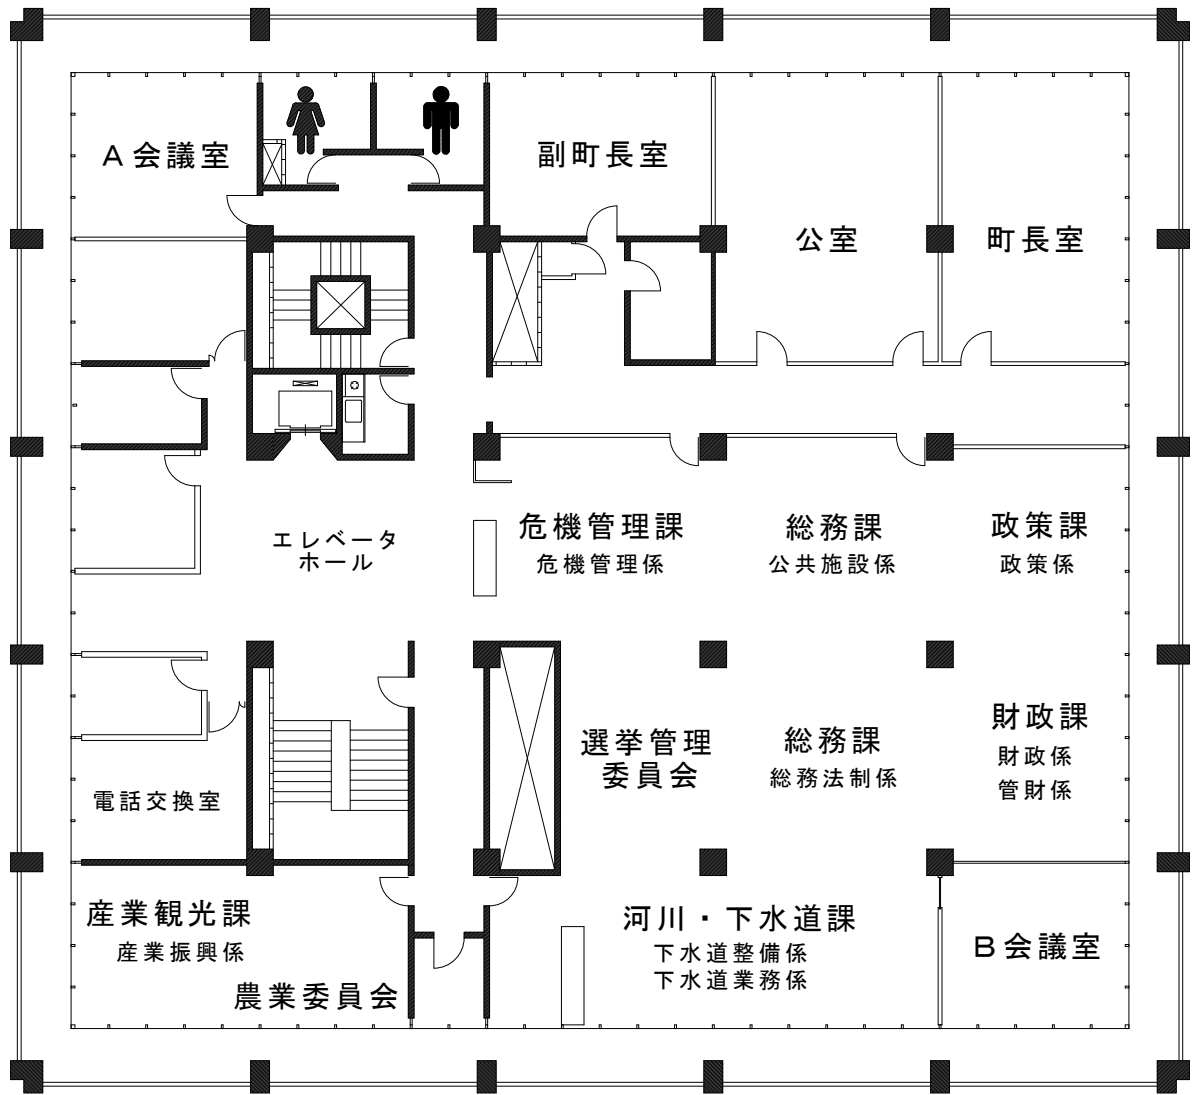 A会議室
副町長室
公室
町長室
エレベータ
ホール
危機管理課
危機管理係
総務課
公共施設係
政策課
政策係
選挙管理
委員会
総務課
総務法制係
財政課
財政係
管財係
電話交換室
産業観光課
産業振興係
農業委員会
河川・下水道課
下水道整備係
下水道業務係
B会議室